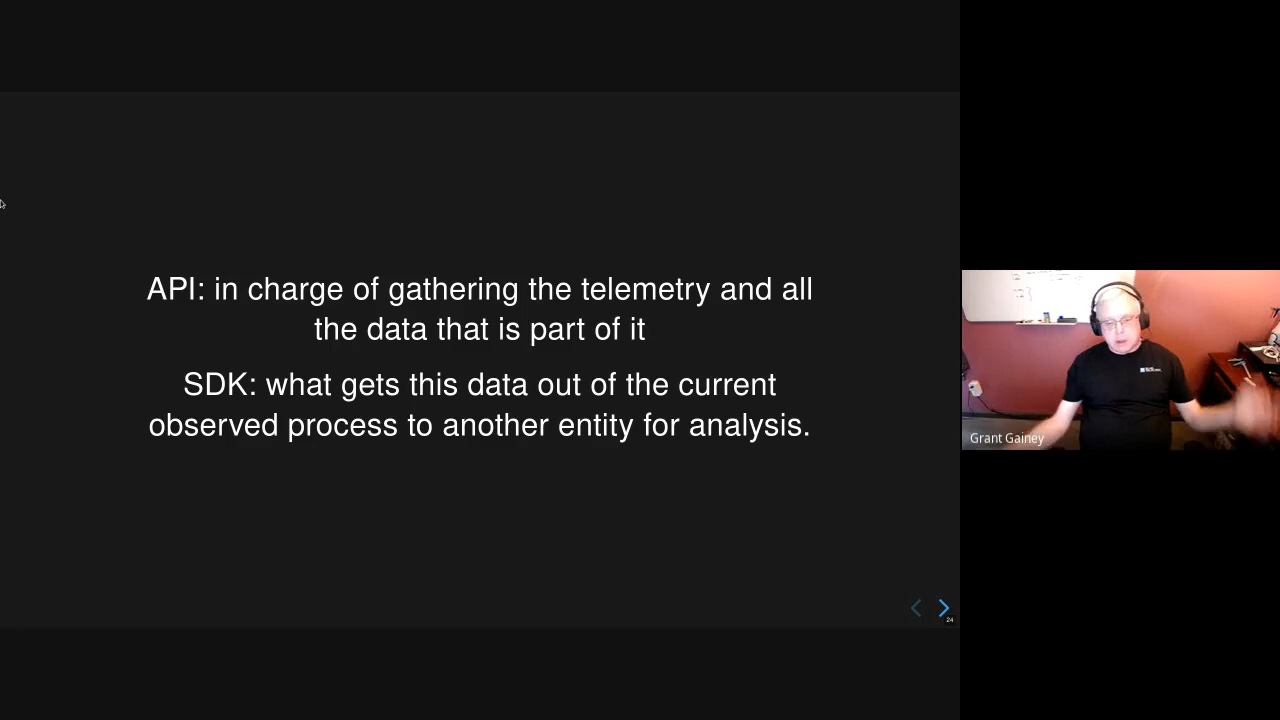 API: in charge of gathering the telemetry and all
the data that is part of it
SDK: what gets this data out of the current
observed process to another entity for analysis.
24
Grant Gainey